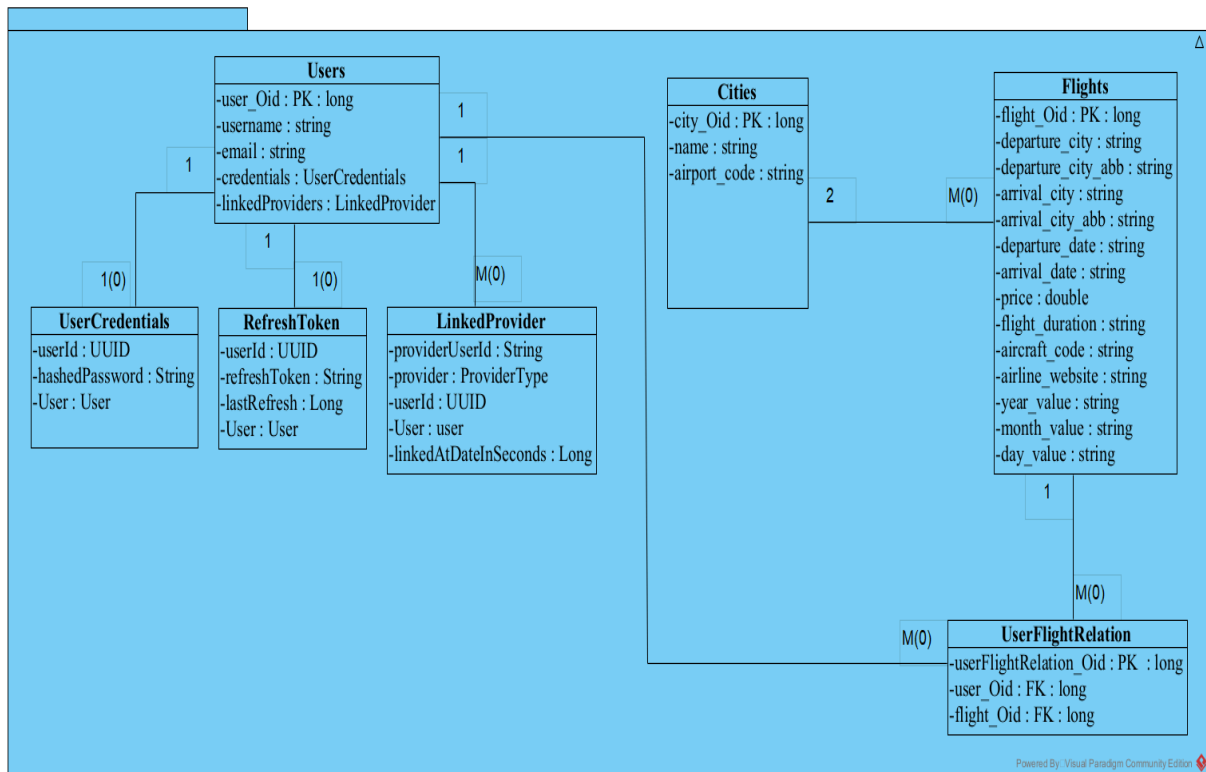 Users
-user_Oid : PK : long
-username : string
-email : string
-credentials : UserCredentials
-linkedProviders : LinkedProvider
1
1
1
1
Cities
-city_Oid : PK : long
-name : string
-airport_code : string
2
M(0)
Flights
-flight_Oid : PK : long
-departure_city : string
-departure_city_abb : string
-arrival_city : string
-arrival_city_abb : string
-departure_date : string
-arrival_date : string
-price : double
-flight_duration : string
-aircraft_code : string
-airline_website : string
-year_value : string
-month_value : string
-day_value : string
1(0)
1(0)
M(0)
UserCredentials
-userId : UUID
-hashedPassword : String
-User : User
RefreshToken
-userId : UUID
-refreshToken : String
-lastRefresh : Long
-User : User
LinkedProvider
-providerUserId : String
-provider : ProviderType
-userId : UUID
-User : user
-linkedAtDateInSeconds : Long
1
M(0)
M(0)
UserFlightRelation
-userFlightRelation_Oid : PK : long
-user_Oid : FK : long
-flight_Oid : FK : long
Powered By: Visual Paradigm Community Edition